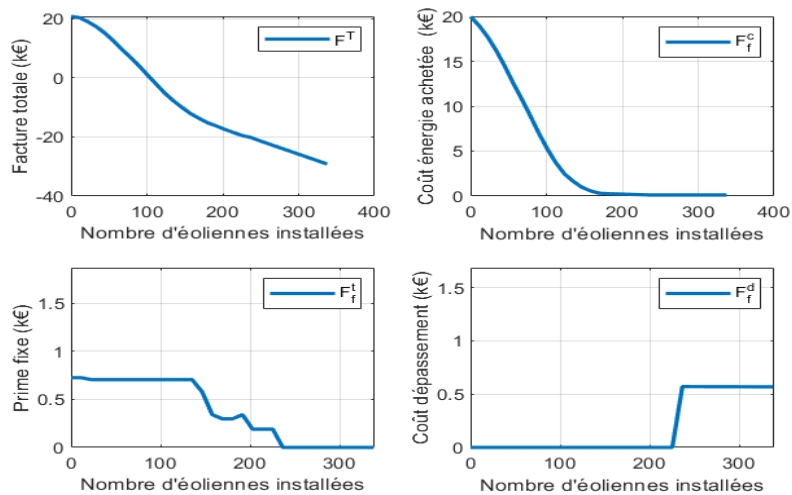 20
0
-20
-40
0
100
200
300
400
Facture totale (k€)
Nombre d'éoliennes installées
F^T
20
15
10
5
0
0
100
200
300
400
Coût énergie achetée (k€)
Nombre d'éoliennes installées
F_f^c
1.5
1
0.5
0
0
100
200
300
Prime fixe (k€)
Nombre d'éoliennes installées
F_f^t
1.5
1
0.5
0
0
100
200
300
Coût dépassement (k€)
Nombre d'éoliennes installées
F_f^d